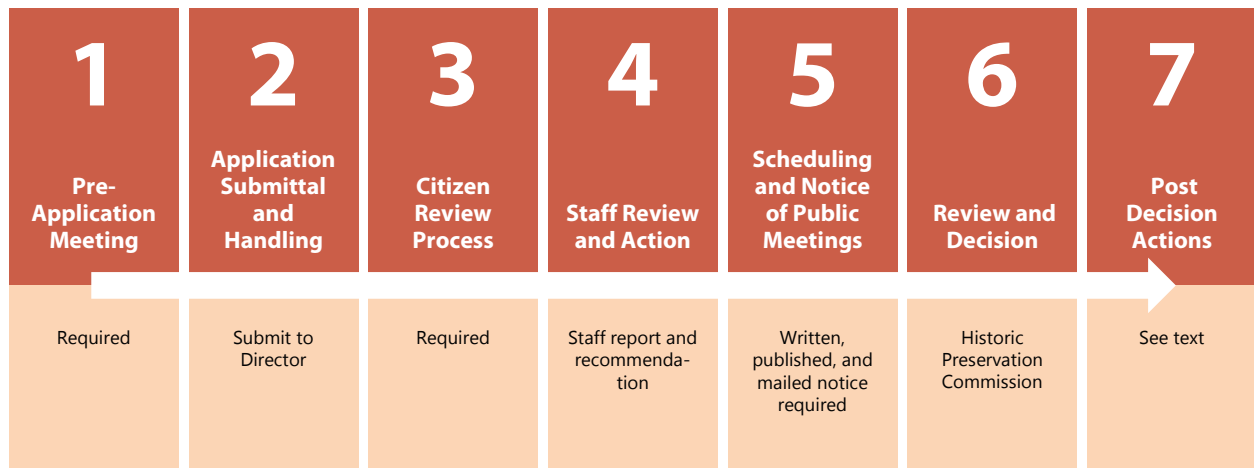 1
Pre-
Application
Meeting
Required
2
Application
Submittal
and
Handling
Submit to
Director
3
Citizen
Review
Process
Required
4
Staff Review
and Action
Staff report and
recommenda-
tion
5
Scheduling
and Notice
of Public
Meetings
Written,
published, and
mailed notice
required
6
Review and
Decision
Historic
Preservation
Commission
7
Post
Decision
Actions
See text